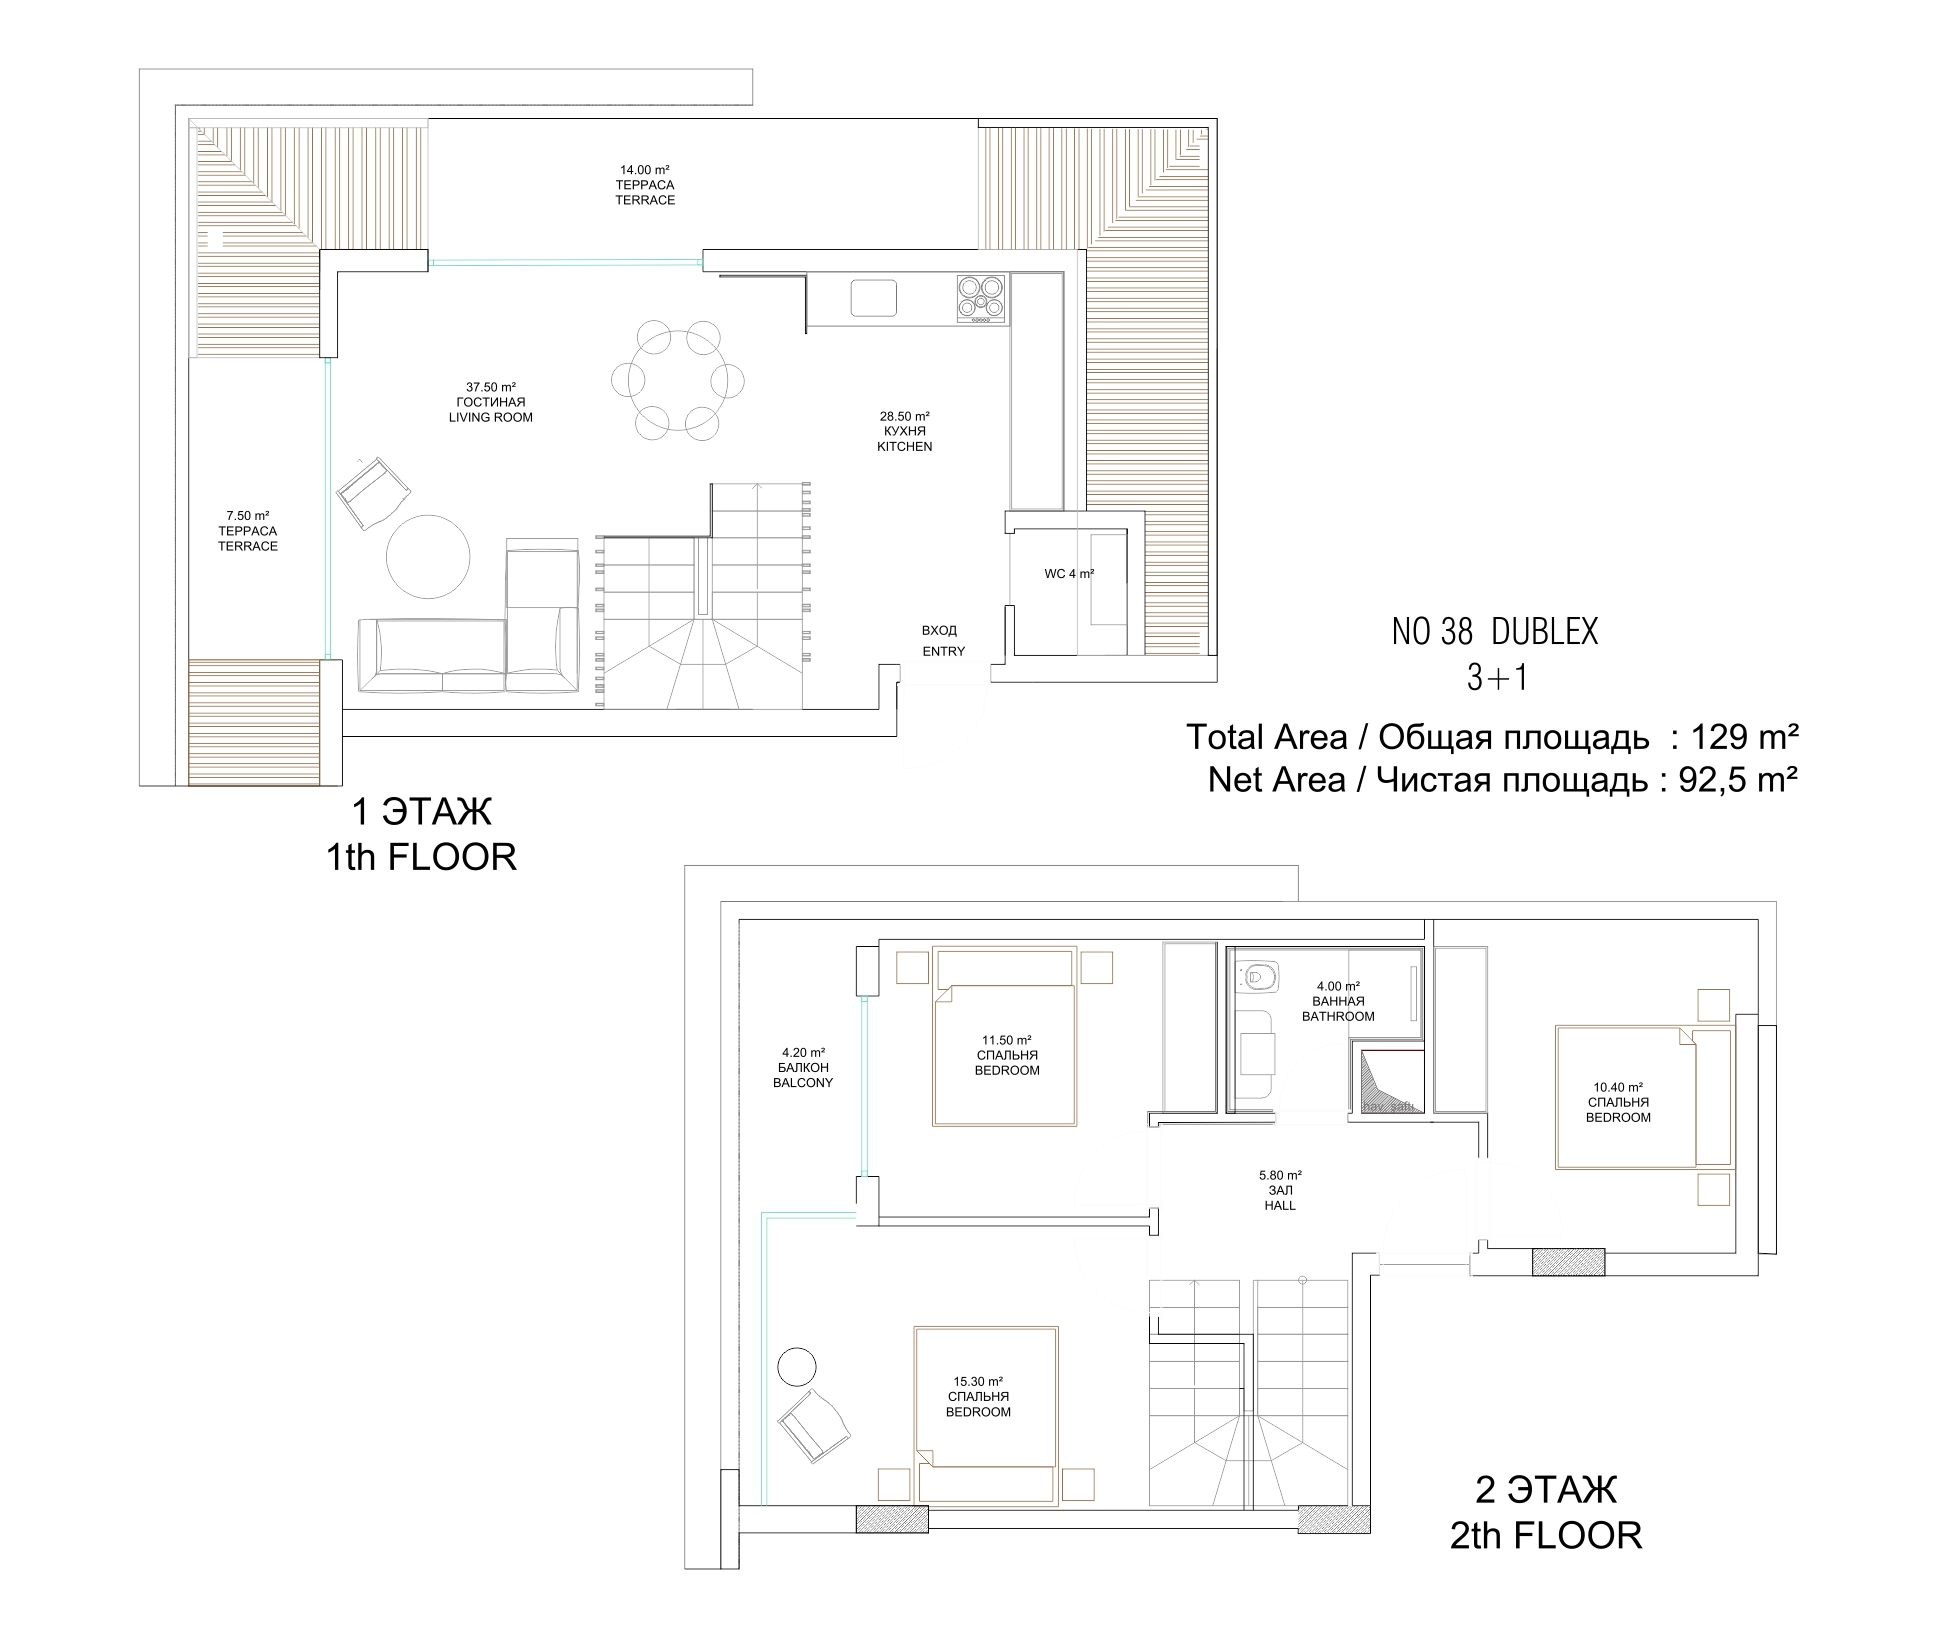 14.00 m²
ТЕРРАСА
TERRACE
37.50 m²
ГОСТИНАЯ
LIVING ROOM
28.50 m²
КУХНЯ
KITCHEN
7.50 m²
ТЕРРАСА
TERRACE
WC 4 m²
ВХОД
ENTRY
NO 38 DUBLEX
3+1
Total Area / Общая площадь : 129 m²
Net Area / Чистая площадь : 92,5 m²
1 ЭТАЖ
1th FLOOR
4.00 m²
ВАННАЯ
BATHROOM
11.50 m²
СПАЛЬНЯ
BEDROOM
4.20 m²
БАЛКОН
BALCONY
10.40 m²
СПАЛЬНЯ
BEDROOM
5.80 m²
ЗАЛ
HALL
15.30 m²
СПАЛЬНЯ
BEDROOM
2 ЭТАЖ
2th FLOOR